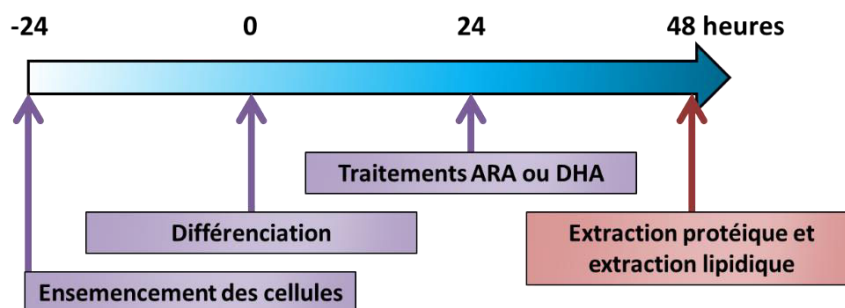 -24 0 24 48 heures
Traitements ARA ou DHA
Différenciation
Extraction protéique et
extraction lipidique
Ensemencement des cellules